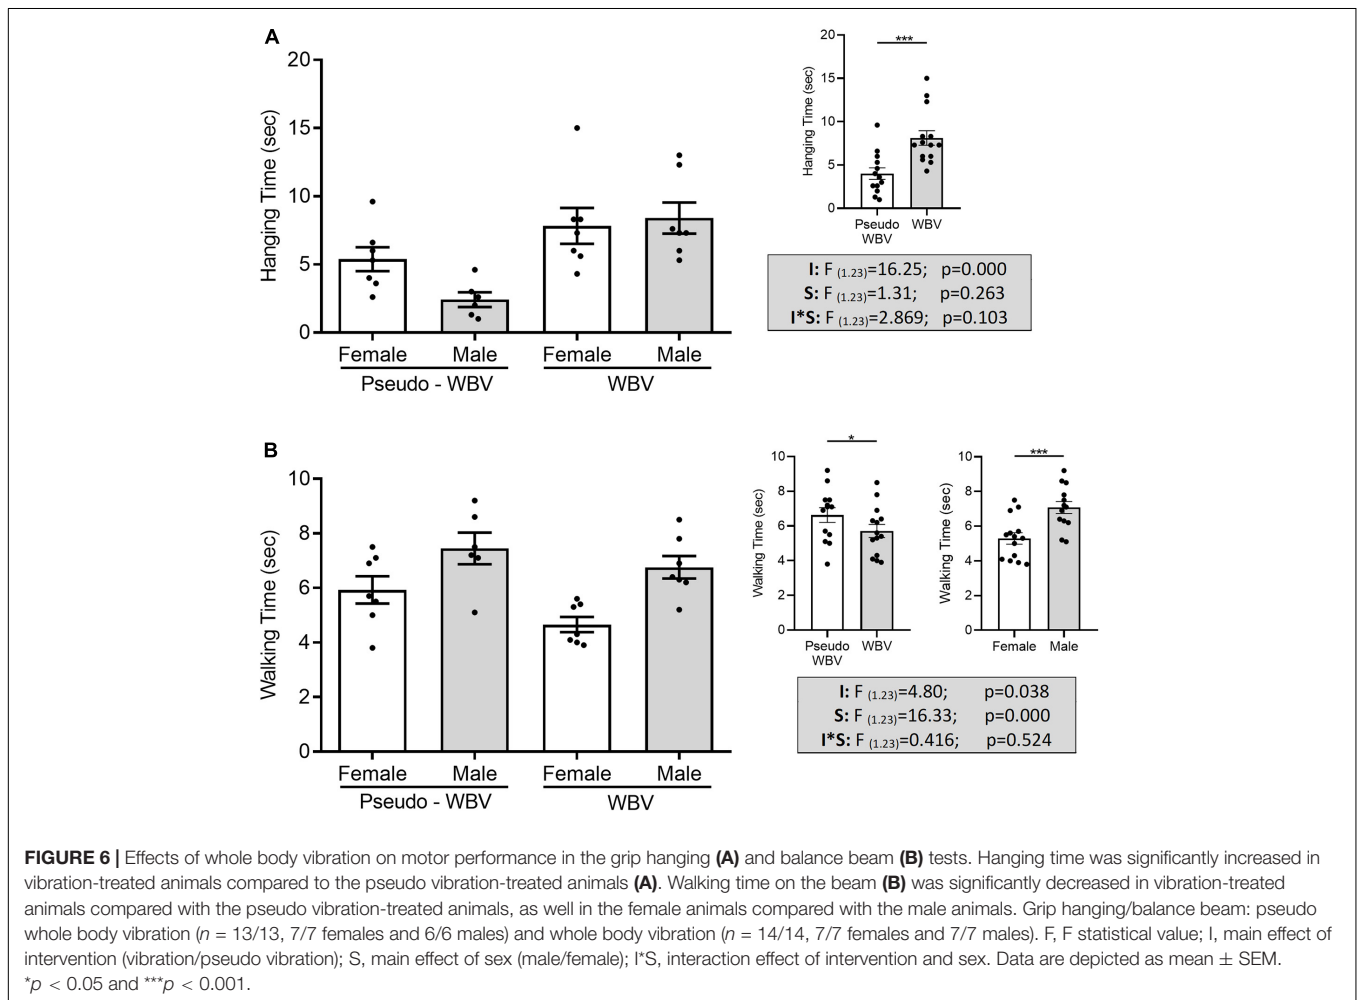 A
20
15
10
5
0
Hanging Time (sec)
Female Male Female Male
Pseudo - WBV WBV
20
15
10
5
0
Hanging Time (sec)
***
Pseudo WBV
WBV
I: F (1.23)=16.25; p=0.000
S: F (1.23)=1.31; p=0.263
I*S: F (1.23)=2.869; p=0.103
B
10
8
6
4
2
0
Walking Time (sec)
Female Male Female Male
Pseudo - WBV WBV
10
8
6
4
2
0
Walking Time (sec)
*
Pseudo WBV
WBV
10
8
6
4
2
0
Walking Time (sec)
***
Female Male
I: F (1.23)=4.80; p=0.038
S: F (1.23)=16.33; p=0.000
I*S: F (1.23)=0.416; p=0.524
FIGURE 6 | Effects of whole body vibration on motor performance in the grip hanging (A) and balance beam (B) tests. Hanging time was significantly increased in
vibration-treated animals compared to the pseudo vibration-treated animals (A). Walking time on the beam (B) was significantly decreased in vibration-treated
animals compared with the pseudo vibration-treated animals, as well in the female animals compared with the male animals. Grip hanging/balance beam: pseudo
whole body vibration (n = 13/13, 7/7 females and 6/6 males) and whole body vibration (n = 14/14, 7/7 females and 7/7 males). F, F statistical value; I, main effect of
intervention (vibration/pseudo vibration); S, main effect of sex (male/female); I*S, interaction effect of intervention and sex. Data are depicted as mean ± SEM.
*p < 0.05 and ***p < 0.001.